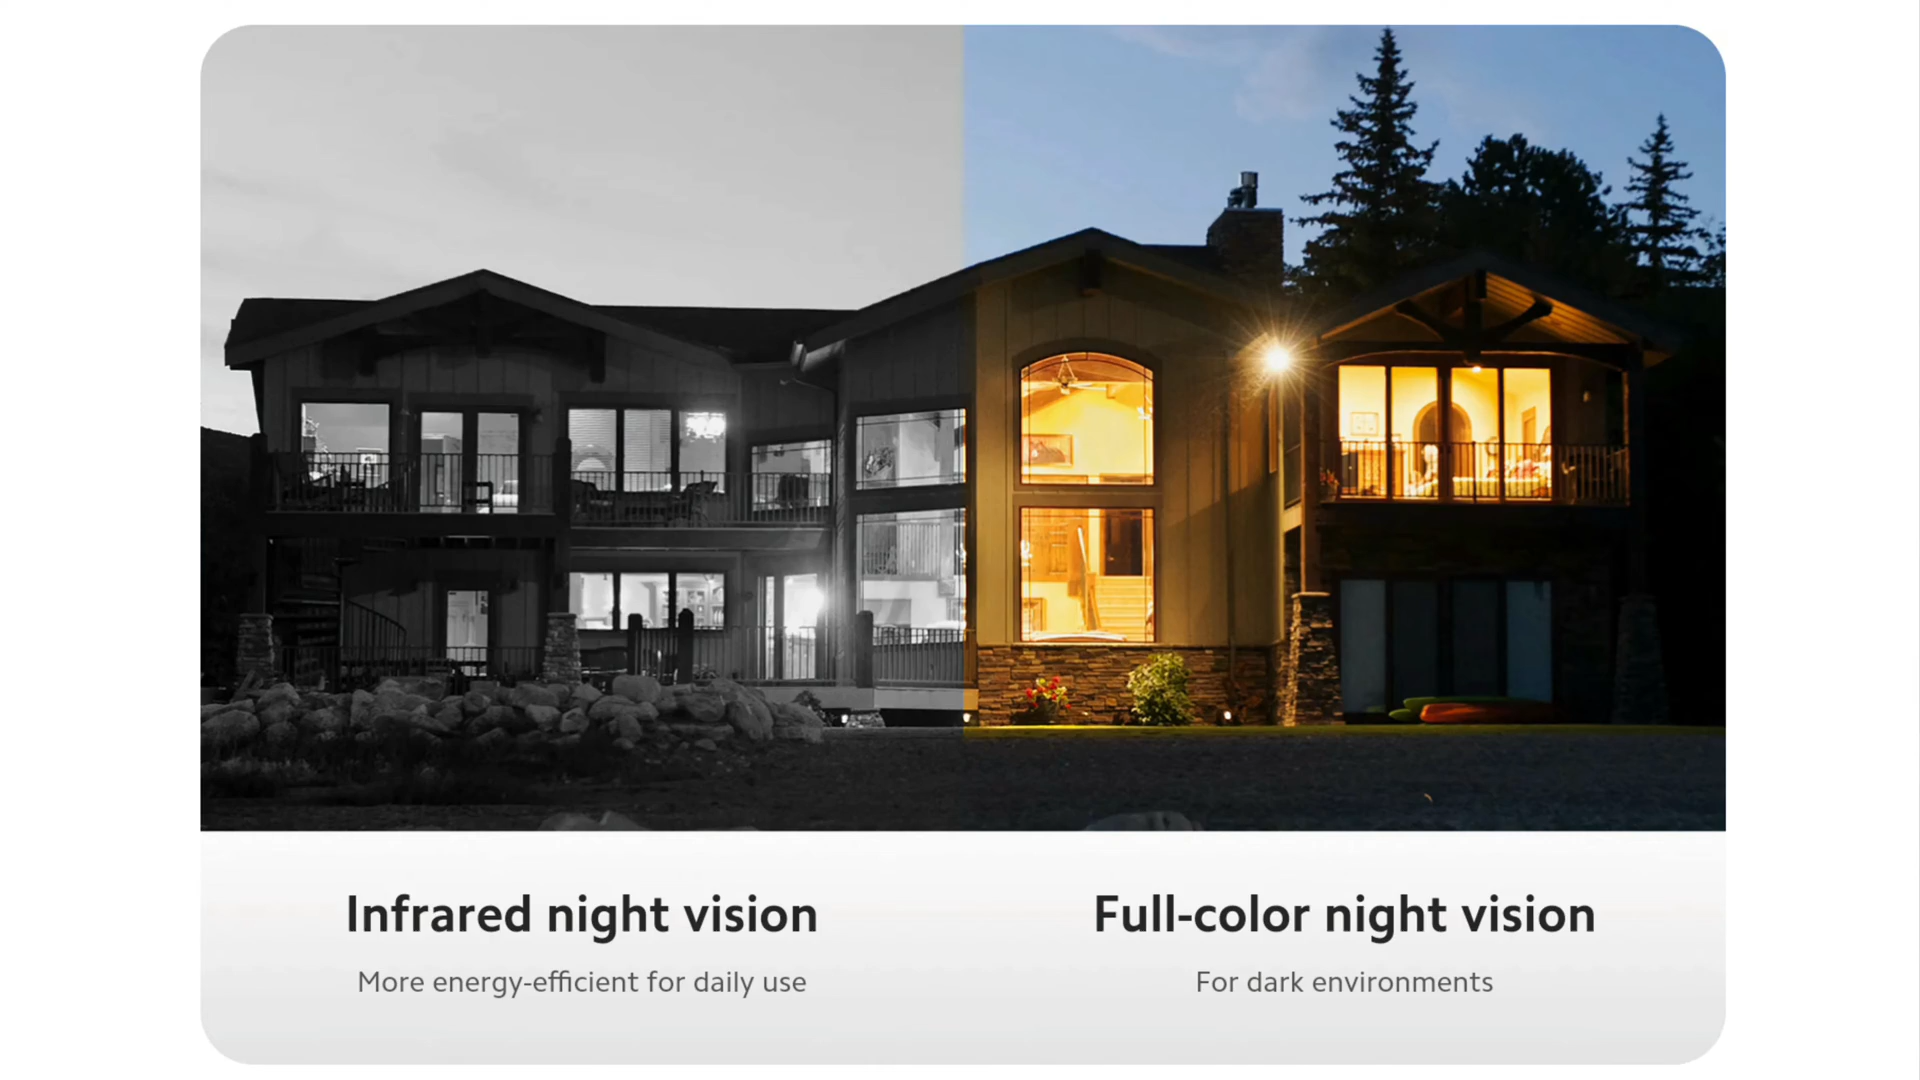 Infrared night vision
More energy-efficient for daily use
Full-color night vision
For dark environments